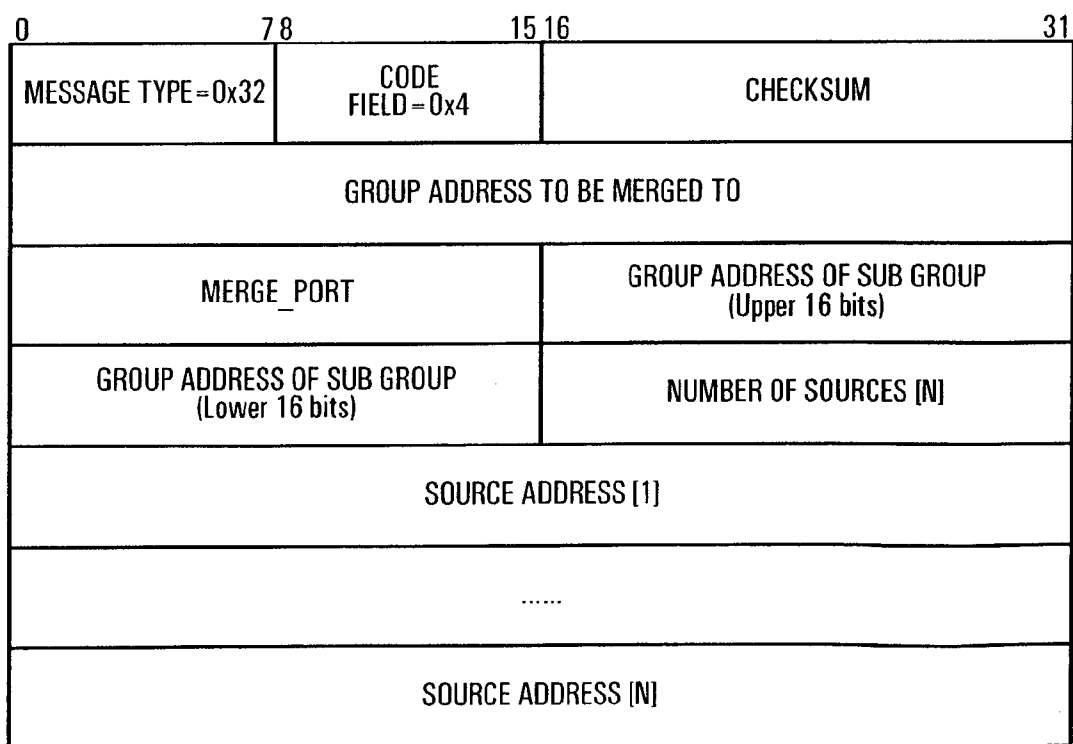 0 7 8 15 16 31
MESSAGE TYPE=0x32
CODE
FIELD=0x4
CHECKSUM
GROUP ADDRESS TO BE MERGED TO
MERGE_PORT
GROUP ADDRESS OF SUB GROUP
(Upper 16 bits)
GROUP ADDRESS OF SUB GROUP
(Lower 16 bits)
NUMBER OF SOURCES [N]
SOURCE ADDRESS [1]
......
SOURCE ADDRESS [N]